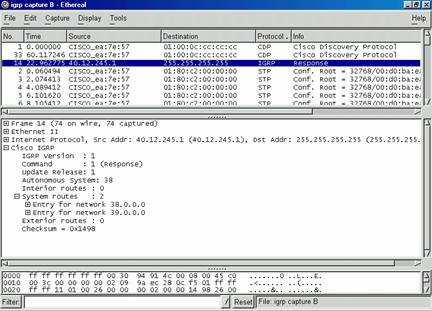 igrp capture B - Ethereal
File Edit Capture Display Tools Help
No. Time Source Destination Protocol Info
1 0.000000 CISCO_ea:7e:57 01:00:0c:cc:cc:cc CDP Cisco Discovery Protocol
33 60.117246 CISCO_ea:7e:57 01:00:0c:cc:cc:cc CDP Cisco Discovery Protocol
14 22.962775 40.12.245.1 255.255.255.255 IGRP Response
2 0.060494 CISCO_ea:7e:57 01:80:c2:00:00:00 STP Conf. Root = 32768/00:d0:ba:ea
3 2.074413 CISCO_ea:7e:57 01:80:c2:00:00:00 STP Conf. Root = 32768/00:d0:ba:ea
4 4.089412 CISCO_ea:7e:57 01:80:c2:00:00:00 STP Conf. Root = 32768/00:d0:ba:ea
5 6.101620 CISCO_ea:7e:57 01:80:c2:00:00:00 STP Conf. Root = 32768/00:d0:ba:ea
6 8.105412 CISCO_ea:7e:57 01:80:c2:00:00:00 STP Conf. Root = 32768/00:d0:ba:ea
Frame 14 (74 on wire, 74 captured)
Ethernet II
Internet Protocol, Src Addr: 40.12.245.1 (40.12.245.1), Dst Addr: 255.255.255.255 (255.255.
Cisco IGRP
IGRP Version : 1
Command : 1 (Response)
Update Release: 1
Autonomous System: 38
Interior routes : 0
System routes : 2
Entry for network 38.0.0.0
Entry for network 39.0.0.0
Exterior routes : 0
Checksum = 0x1498
0000 ff ff ff ff ff ff 00 30 94 91 4c 00 08 00 45 c0 .......0 ..L...E.
0010 00 3c 00 00 00 00 02 09 9a ec 28 0c f5 01 ff ff .<...... ..(.....
0020 ff ff 11 01 00 26 00 00 00 02 00 00 14 98 26 00 .....&.. ......&.
Filter: / Reset File: igrp capture B